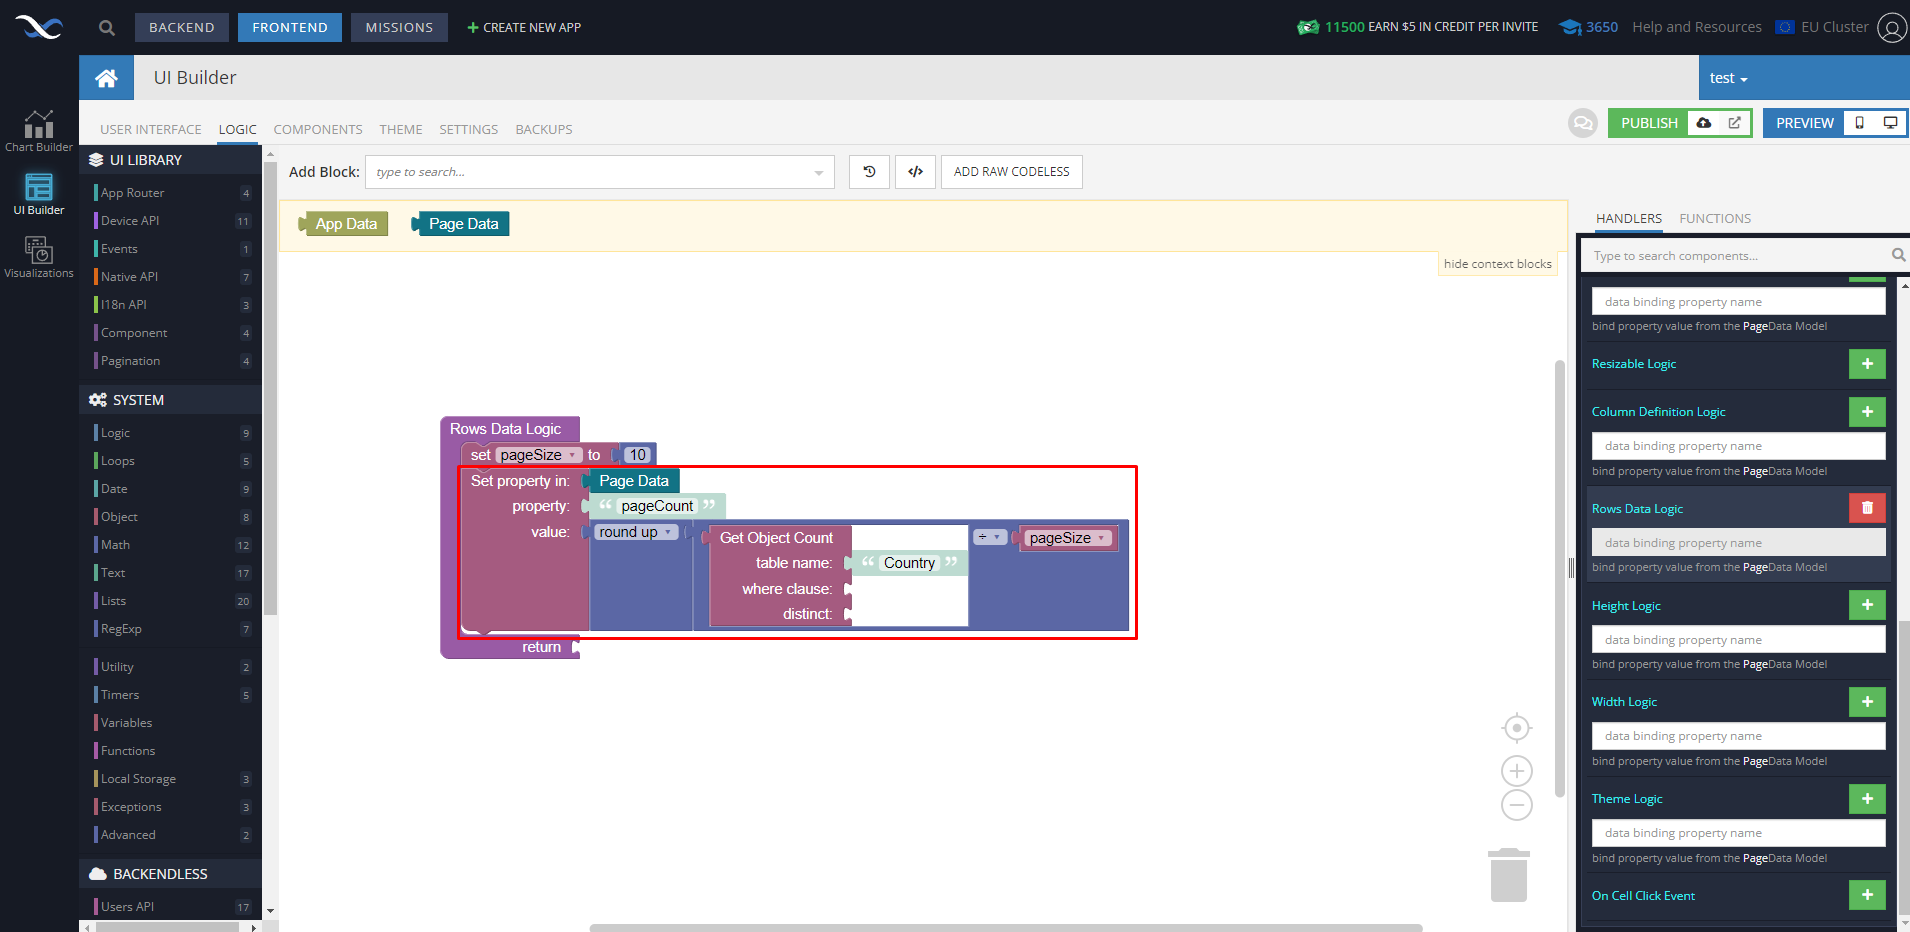 BACKEND FRONTEND MISSIONS + CREATE NEW APP 11500 EARN $5 IN CREDIT PER INVITE 3650 Help and Resources EU Cluster
UI Builder
test
Chart Builder
UI Builder
Visualizations
USER INTERFACE LOGIC COMPONENTS THEME SETTINGS BACKUPS
PUBLISH PREVIEW
UI LIBRARY
App Router 4
Device API 11
Events 1
Native API 7
I18n API 3
Component 4
Pagination 4
SYSTEM
Logic 9
Loops 5
Date 9
Object 8
Math 12
Text 17
Lists 20
RegExp 7
Utility 2
Timers 5
Variables
Functions
Local Storage 3
Exceptions 3
Advanced 2
BACKENDLESS
Users API 17
Add Block: type to search... </> ADD RAW CODELESS
App Data Page Data
hide context blocks
Rows Data Logic
set pageSize to 10
Set property in: Page Data
property: “ pageCount ”
value: round up Get Object Count ÷ pageSize
table name: “ Country ”
where clause:
distinct:
return
HANDLERS FUNCTIONS
Type to search components...
data binding property name
bind property value from the PageData Model
Resizable Logic
Column Definition Logic
data binding property name
bind property value from the PageData Model
Rows Data Logic
data binding property name
bind property value from the PageData Model
Height Logic
data binding property name
bind property value from the PageData Model
Width Logic
data binding property name
bind property value from the PageData Model
Theme Logic
data binding property name
bind property value from the PageData Model
On Cell Click Event